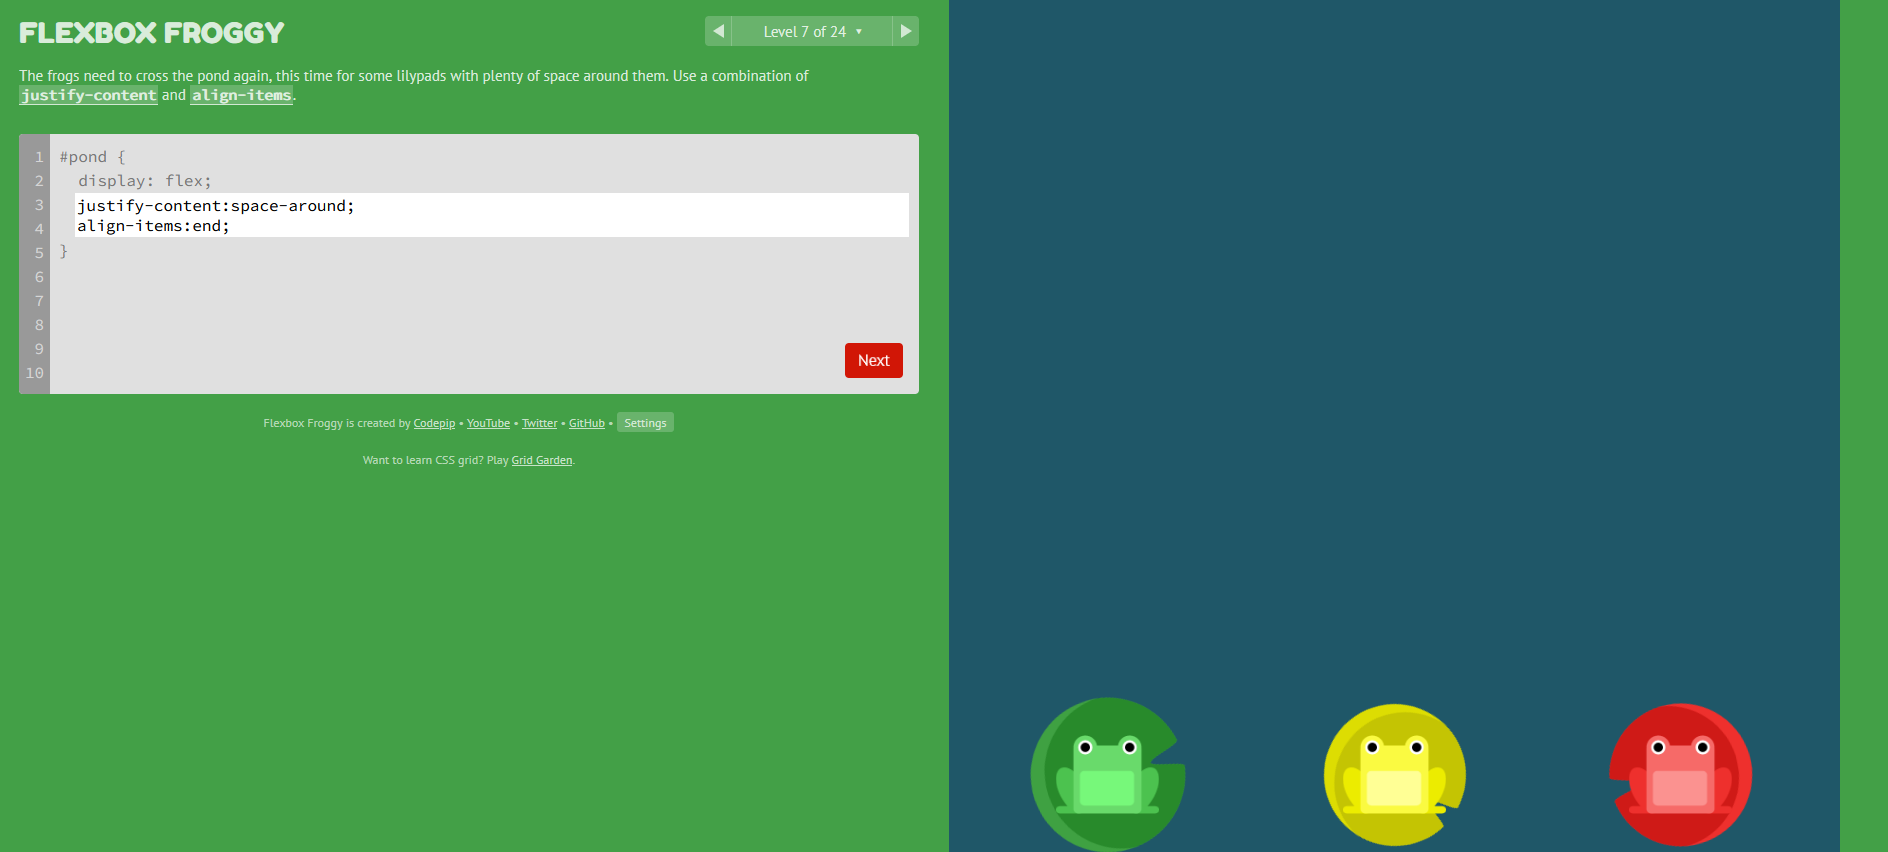 FLEXBOX FROGGY
Level 7 of 24
The frogs need to cross the pond again, this time for some lilypads with plenty of space around them. Use a combination of
justify-content and align-items.
1 #pond {
2 display: flex;
3 justify-content:space-around;
4 align-items:end;
5 }
6
7
8
9
10
Next
Flexbox Froggy is created by Codepip • YouTube • Twitter • GitHub • Settings
Want to learn CSS grid? Play Grid Garden.